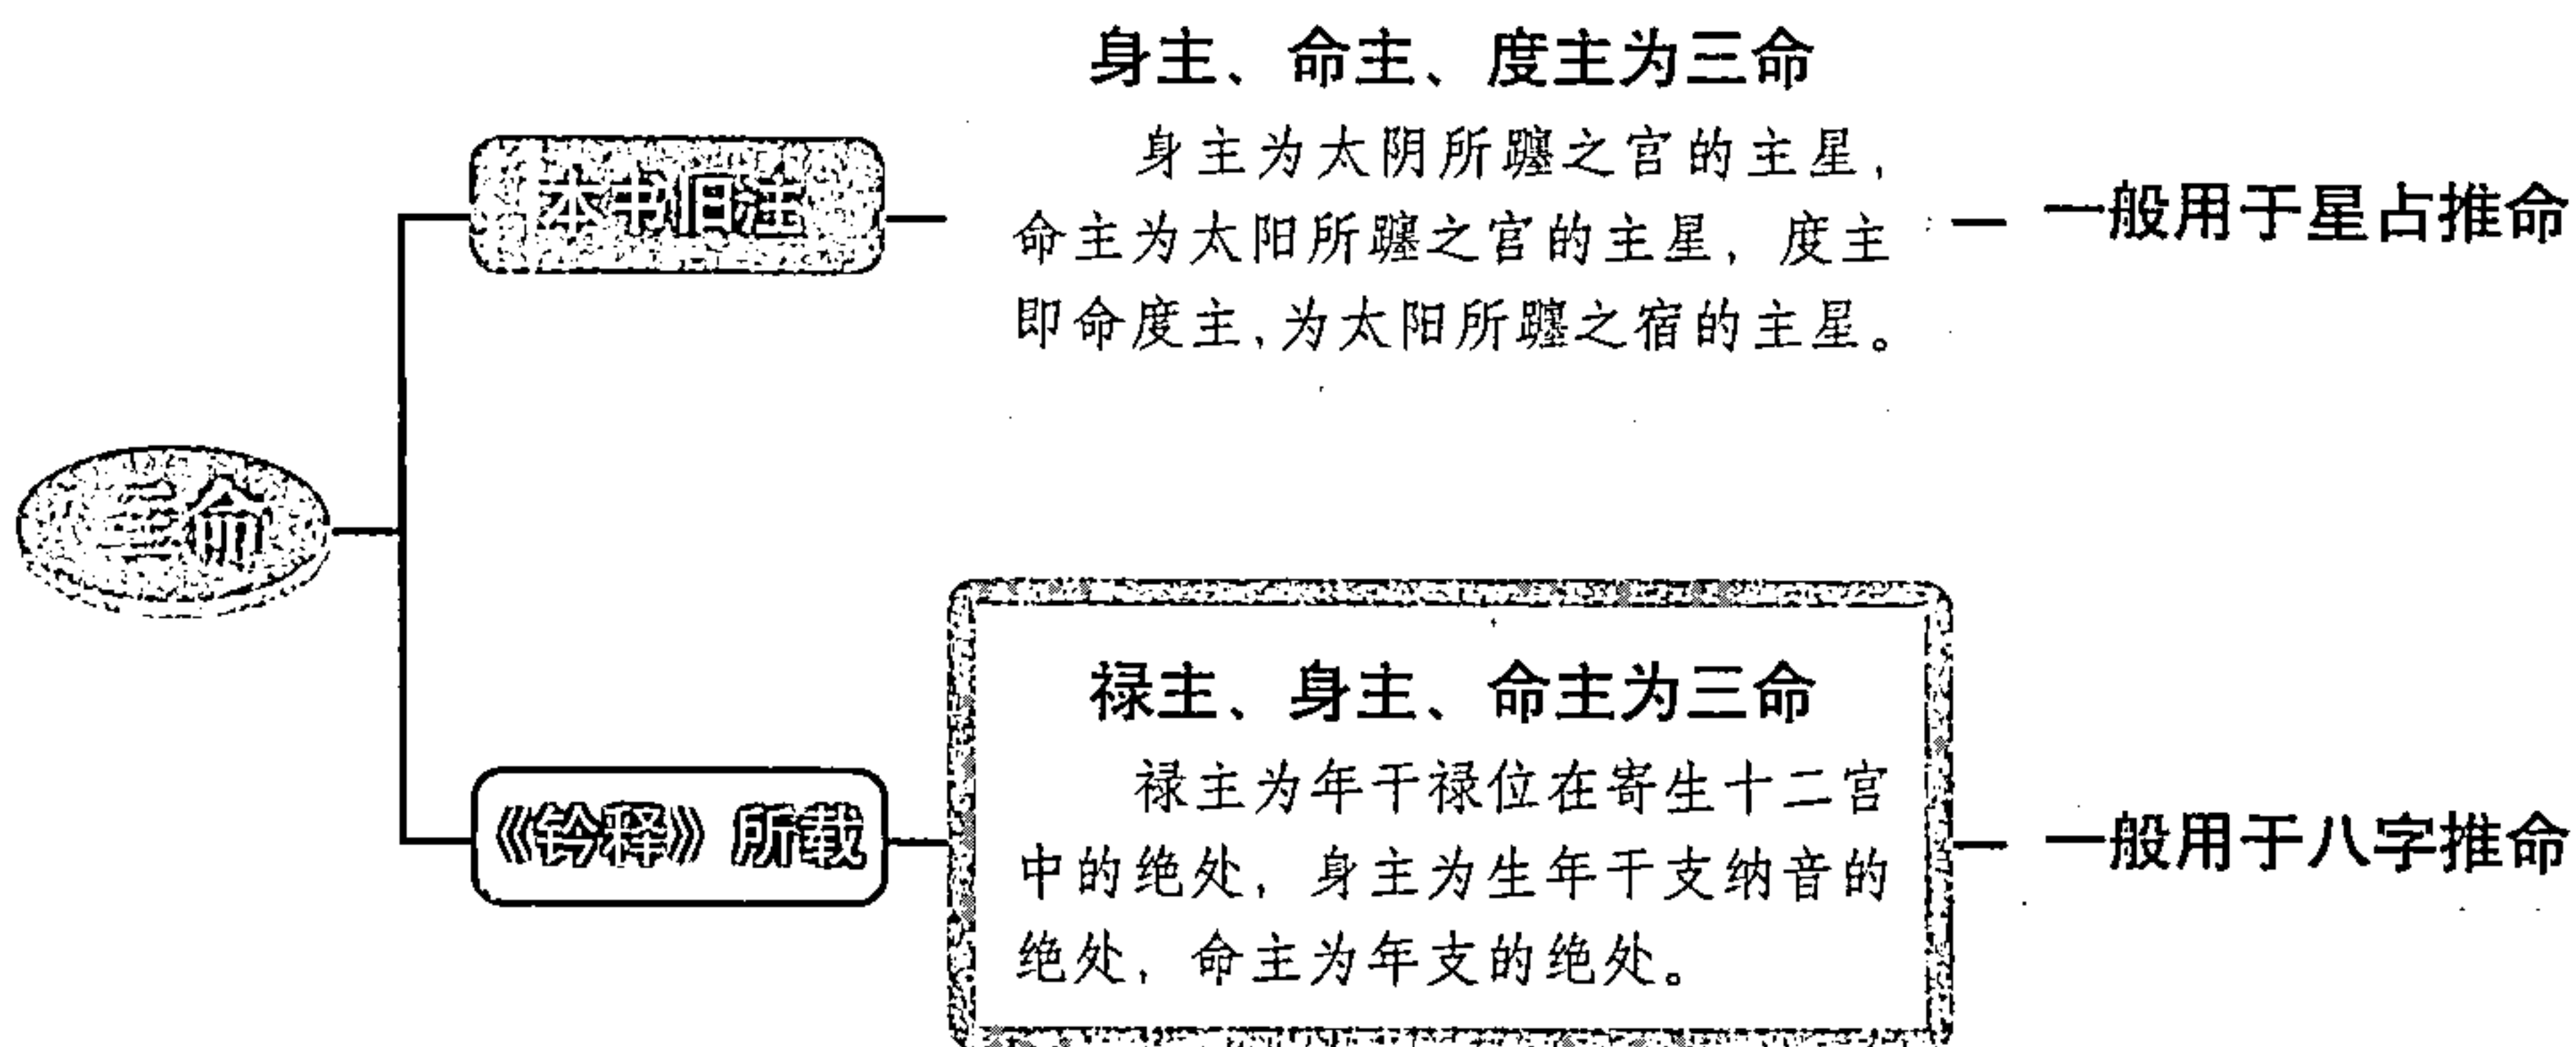 三命
本书旧注
身主、命主、度主为三命
身主为太阴所躔之宫的主星，
命主为太阳所躔之宫的主星，度主
即命度主，为太阳所躔之宿的主星。
一般用于星占推命
《钤释》所载
禄主、身主、命主为三命
禄主为年干禄位在寄生十二宫
中的绝处，身主为生年干支纳音的
绝处，命主为年支的绝处。
一般用于八字推命